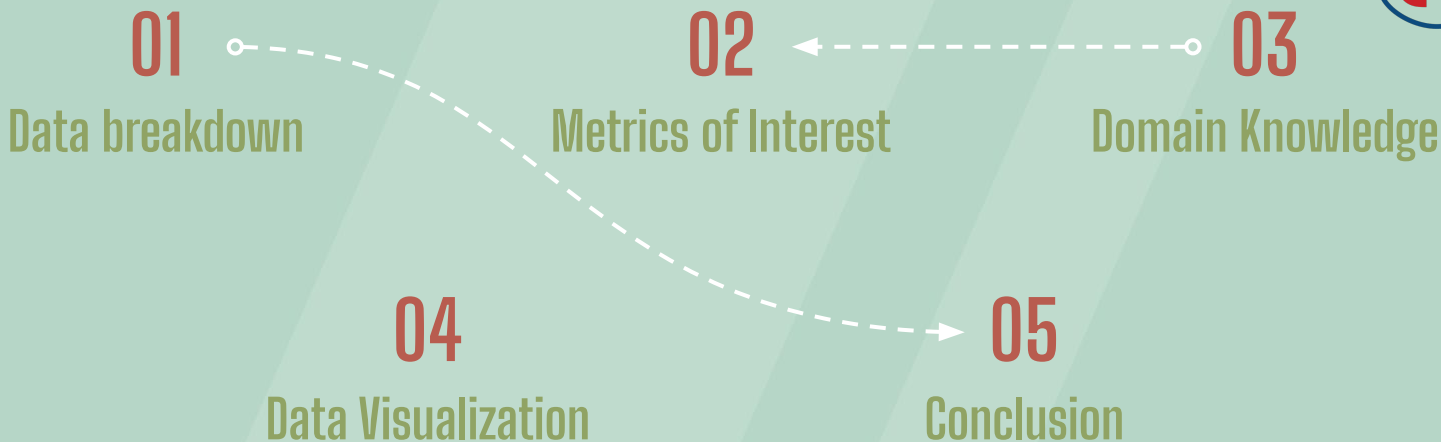 01
Data breakdown
02
Metrics of Interest
03
Domain Knowledge
04
Data Visualization
05
Conclusion